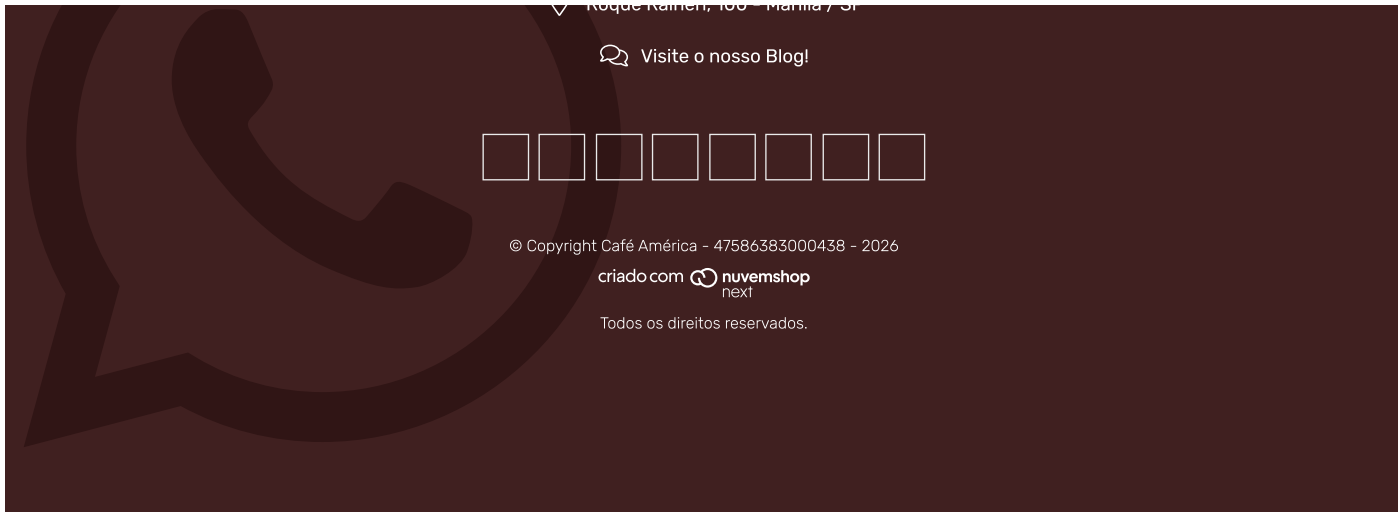 Visite o nosso Blog!
© Copyright Café América - 47586383000438 - 2026
criado com nuvemshop
next
Todos os direitos reservados.